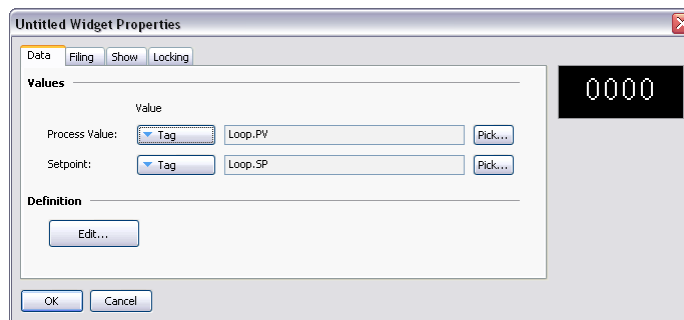 Untitled Widget Properties
Data Filing Show Locking
0000
Values
Value
Process Value: Tag Loop.PV Pick...
Setpoint: Tag Loop.SP Pick...
Definition
Edit...
OK Cancel